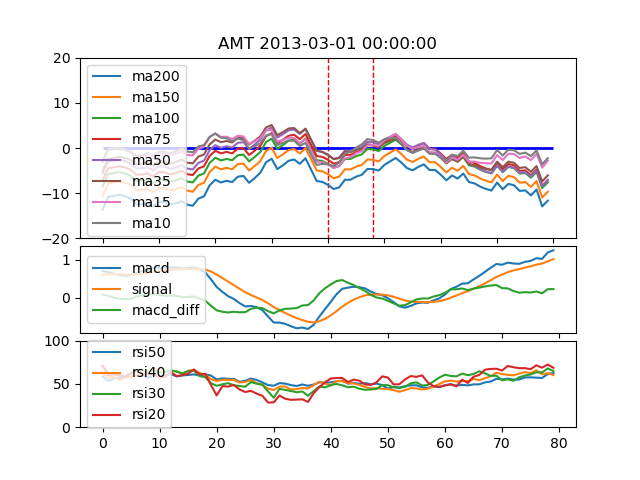 AMT 2013-03-01 00:00:00
20
10
0
−10
−20
ma200
ma150
ma100
ma75
ma50
ma35
ma15
ma10
1
0
macd
signal
macd_diff
100
50
0
rsi50
rsi40
rsi30
rsi20
0 10 20 30 40 50 60 70 80